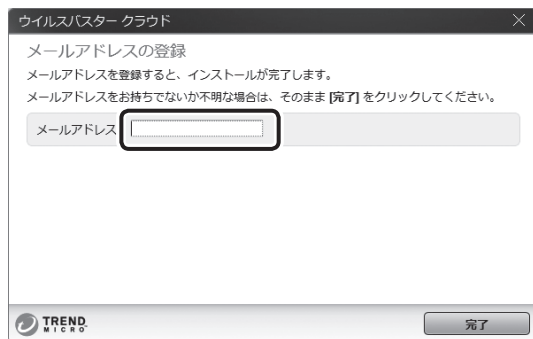 ウイルスバスター クラウド
メールアドレスの登録
メールアドレスを登録すると、インストールが完了します。
メールアドレスをお持ちでないか不明な場合は、そのまま [完了] をクリックしてください。
メールアドレス
TREND
MICRO
完了